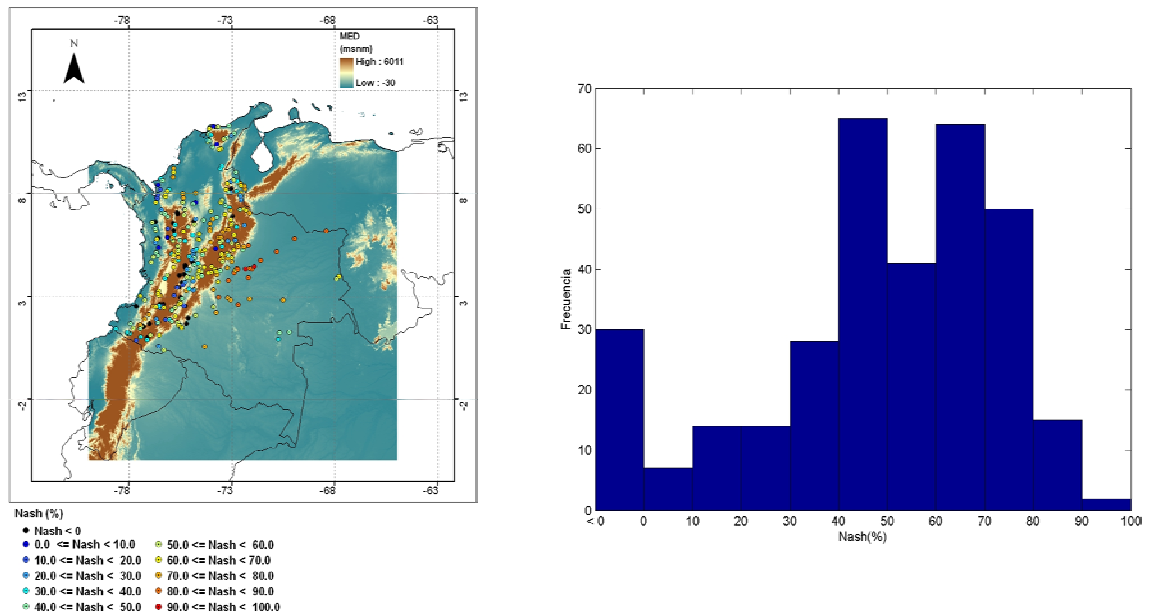 -78 -73 -68 -63
N
MED
(msnm)
High : 6011
Low : -30
13 13
8 8
3 3
-2 -2
-78 -73 -68 -63
Nash (%)
Nash < 0
0.0 <= Nash < 10.0
50.0 <= Nash < 60.0
10.0 <= Nash < 20.0
60.0 <= Nash < 70.0
20.0 <= Nash < 30.0
70.0 <= Nash < 80.0
30.0 <= Nash < 40.0
80.0 <= Nash < 90.0
40.0 <= Nash < 50.0
90.0 <= Nash < 100.0
70
60
50
40
30
20
10
0
Frecuencia
< 0 0 10 20 30 40 50 60 70 80 90 100
Nash(%)